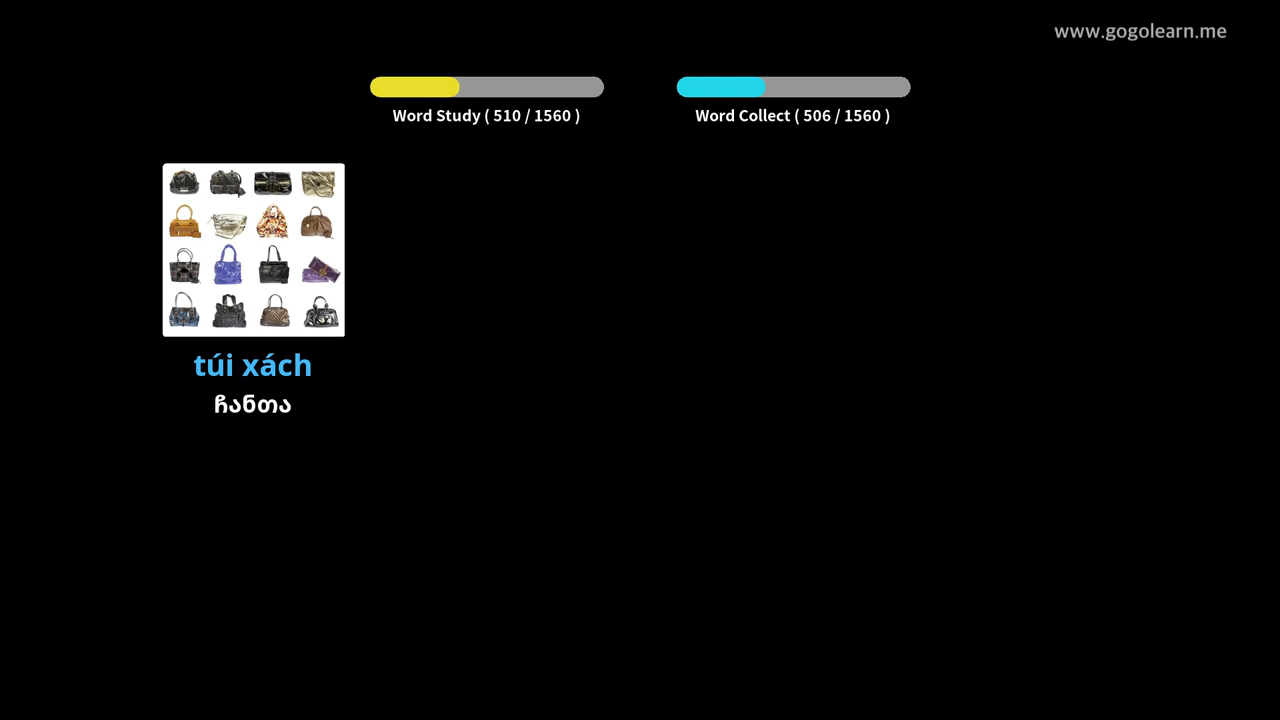 www.gogolearn.me
Word Study ( 510 / 1560 )
Word Collect ( 506 / 1560 )
túi xách
ჩანთა